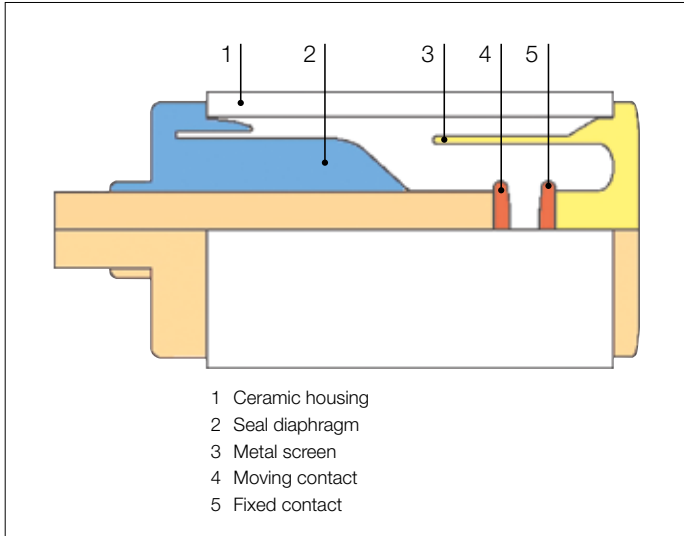 1 2 3 4 5
1 Ceramic housing
2 Seal diaphragm
3 Metal screen
4 Moving contact
5 Fixed contact